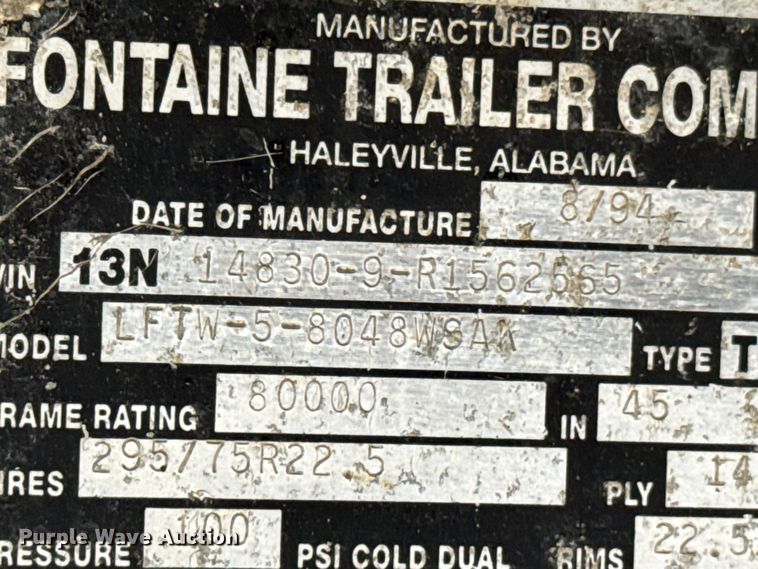 MANUFACTURED BY
FONTAINE TRAILER COM
HALEYVILLE, ALABAMA
DATE OF MANUFACTURE 8/94
VIN 13N 14830-9-R1562565
MODEL LFTW-5-8048WSAK TYPE T
RAME RATING 80000 IN 45
IRES 295/75R22.5 PLY 14
RESSURE 100 PSI COLD DUAL RIMS 22.5
Purple Wave Auction